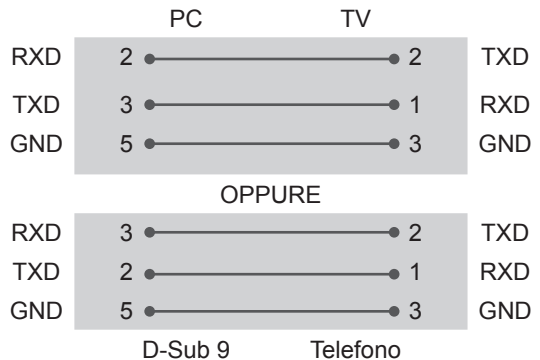 PC TV
RXD 2 2 TXD
TXD 3 1 RXD
GND 5 3 GND
OPPURE
RXD 3 2 TXD
TXD 2 1 RXD
GND 5 3 GND
D-Sub 9 Telefono